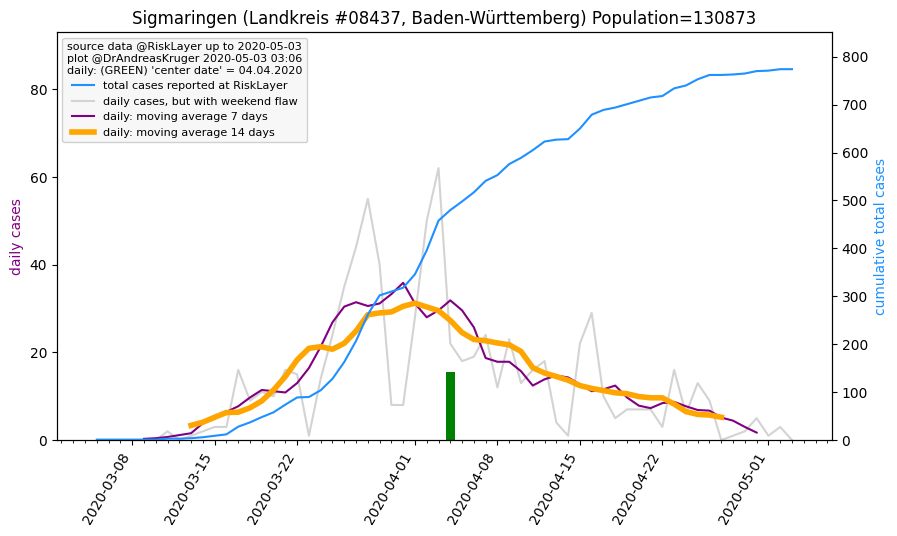 Sigmaringen (Landkreis #08437, Baden-Württemberg) Population=130873
source data @RiskLayer up to 2020-05-03
plot @DrAndreasKruger 2020-05-03 03:06
daily: (GREEN) 'center date' = 04.04.2020
total cases reported at RiskLayer
daily cases, but with weekend flaw
daily: moving average 7 days
daily: moving average 14 days
daily cases
80
60
40
20
0
cumulative total cases
800
700
600
500
400
300
200
100
0
2020-03-08
2020-03-15
2020-03-22
2020-04-01
2020-04-08
2020-04-15
2020-04-22
2020-05-01